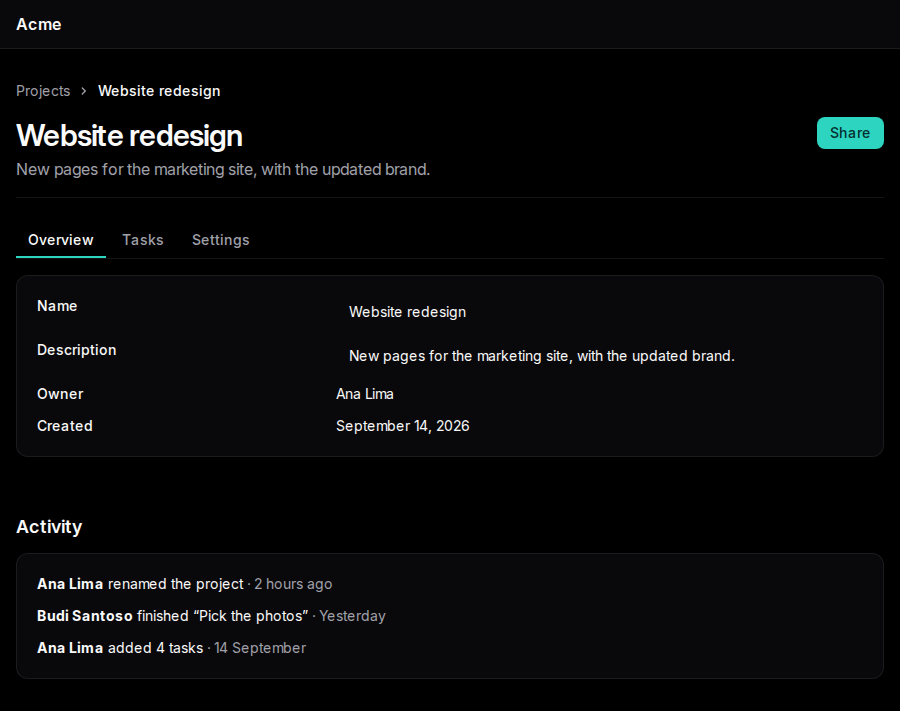 Acme
Projects › Website redesign
Website redesign
Share
New pages for the marketing site, with the updated brand.
Overview Tasks Settings
Name Website redesign
Description New pages for the marketing site, with the updated brand.
Owner Ana Lima
Created September 14, 2026
Activity
Ana Lima renamed the project · 2 hours ago
Budi Santoso finished “Pick the photos” · Yesterday
Ana Lima added 4 tasks · 14 September